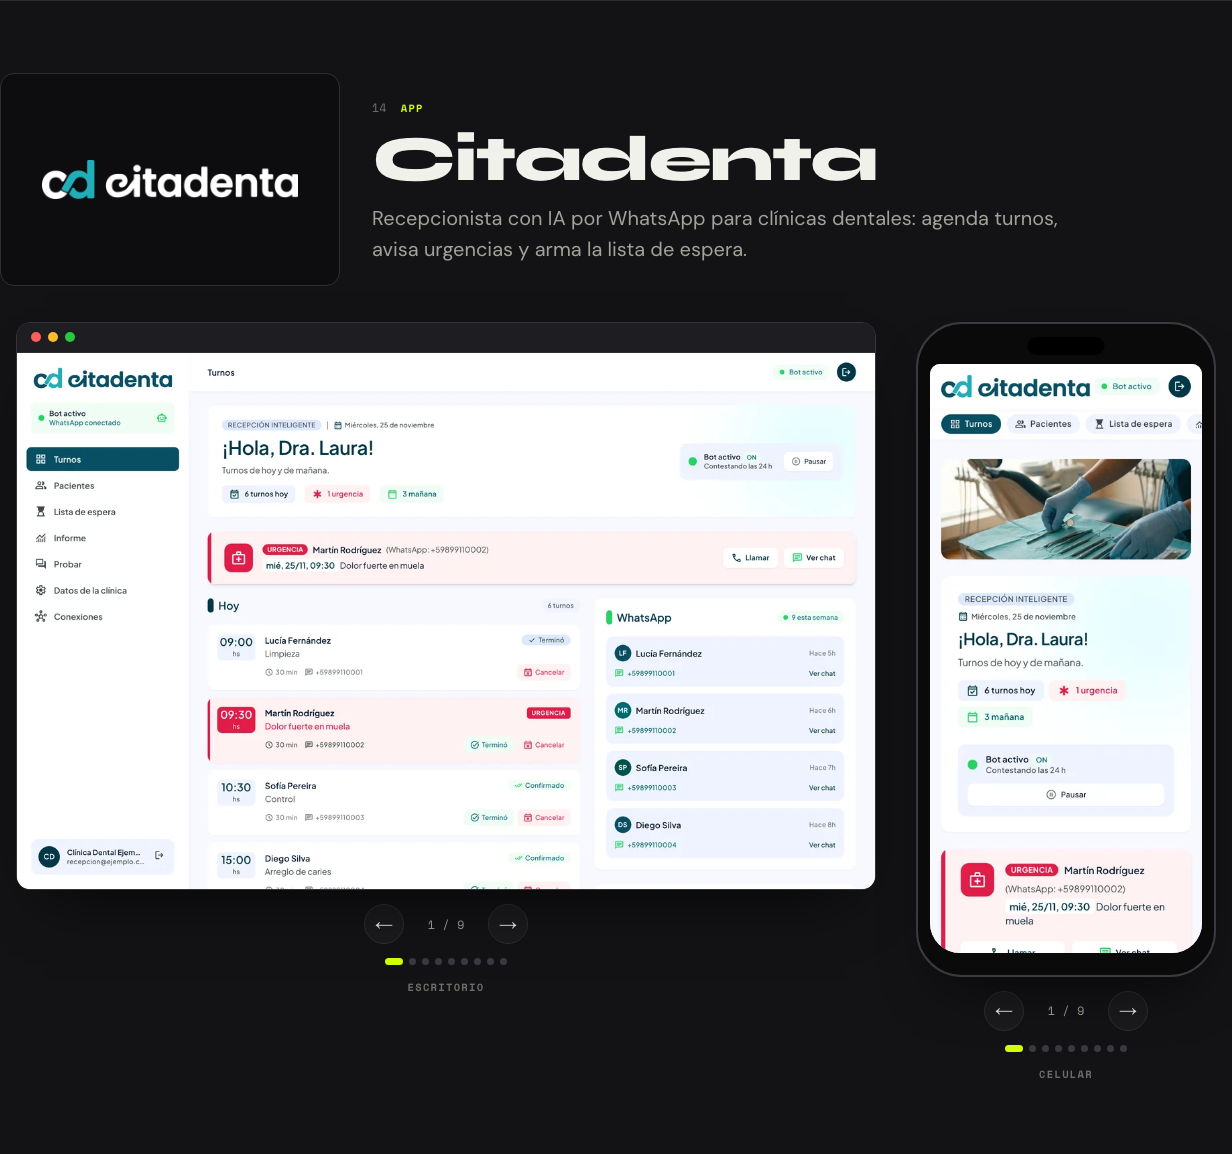 14 APP
Citadenta
Recepcionista con IA por WhatsApp para clínicas dentales: agenda turnos,
avisa urgencias y arma la lista de espera.
cd citadenta
cd citadenta
Bot activo
WhatsApp conectado
Turnos
Pacientes
Lista de espera
Informe
Probar
Datos de la clínica
Conexiones
CD
Clínica Dental Ejem...
recepcion@ejemplo.c...
Turnos
Bot activo
RECEPCIÓN INTELIGENTE | Miércoles, 25 de noviembre
¡Hola, Dra. Laura!
Turnos de hoy y de mañana.
6 turnos hoy
1 urgencia
3 mañana
Bot activo ON
Contestando las 24 h
Pausar
URGENCIA Martín Rodríguez (WhatsApp: +59899110002)
mié, 25/11, 09:30 Dolor fuerte en muela
Llamar
Ver chat
Hoy
6 turnos
09:00
hs
Lucía Fernández
Limpieza
30 min +59899110001
Terminó
Cancelar
09:30
hs
Martín Rodríguez
Dolor fuerte en muela
30 min +59899110002
URGENCIA
Terminó
Cancelar
10:30
hs
Sofía Pereira
Control
30 min +59899110003
Confirmado
Terminó
Cancelar
15:00
Diego Silva
Arreglo de caries
Confirmado
WhatsApp
9 esta semana
LF Lucía Fernández Hace 5h
+59899110001 Ver chat
MR Martín Rodríguez Hace 6h
+59899110002 Ver chat
SP Sofía Pereira Hace 7h
+59899110003 Ver chat
DS Diego Silva Hace 8h
+59899110004 Ver chat
← 1 / 9 →
ESCRITORIO
cd citadenta
Bot activo
Turnos
Pacientes
Lista de espera
RECEPCIÓN INTELIGENTE
Miércoles, 25 de noviembre
¡Hola, Dra. Laura!
Turnos de hoy y de mañana.
6 turnos hoy
1 urgencia
3 mañana
Bot activo ON
Contestando las 24 h
Pausar
URGENCIA Martín Rodríguez
(WhatsApp: +59899110002)
mié, 25/11, 09:30 Dolor fuerte en
muela
Llamar
Ver chat
← 1 / 9 →
CELULAR